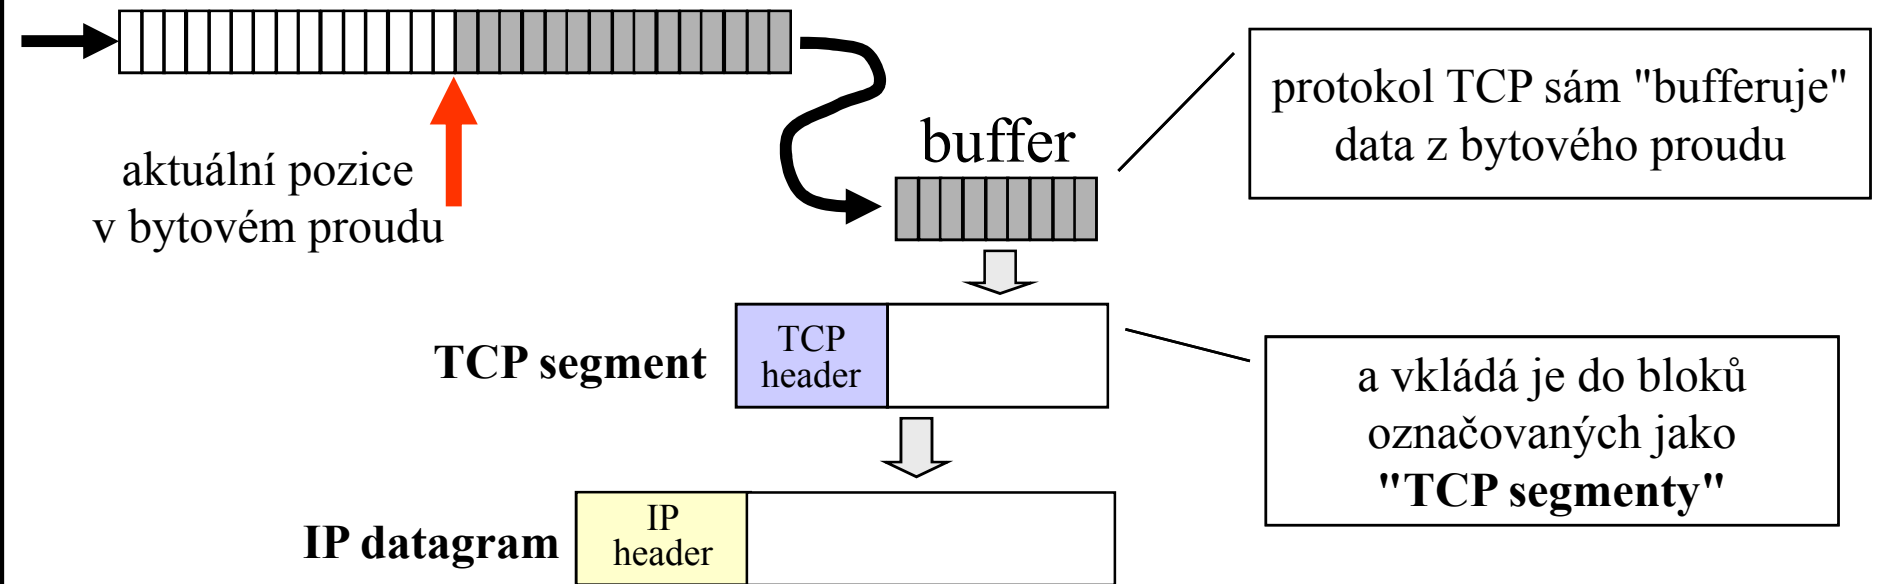 protokol TCP sám "bufferuje"
data z bytového proudu
buffer
aktuální pozice
v bytovém proudu
TCP segment
TCP
header
a vkládá je do bloků
označovaných jako
"TCP segmenty"
IP datagram
IP
header